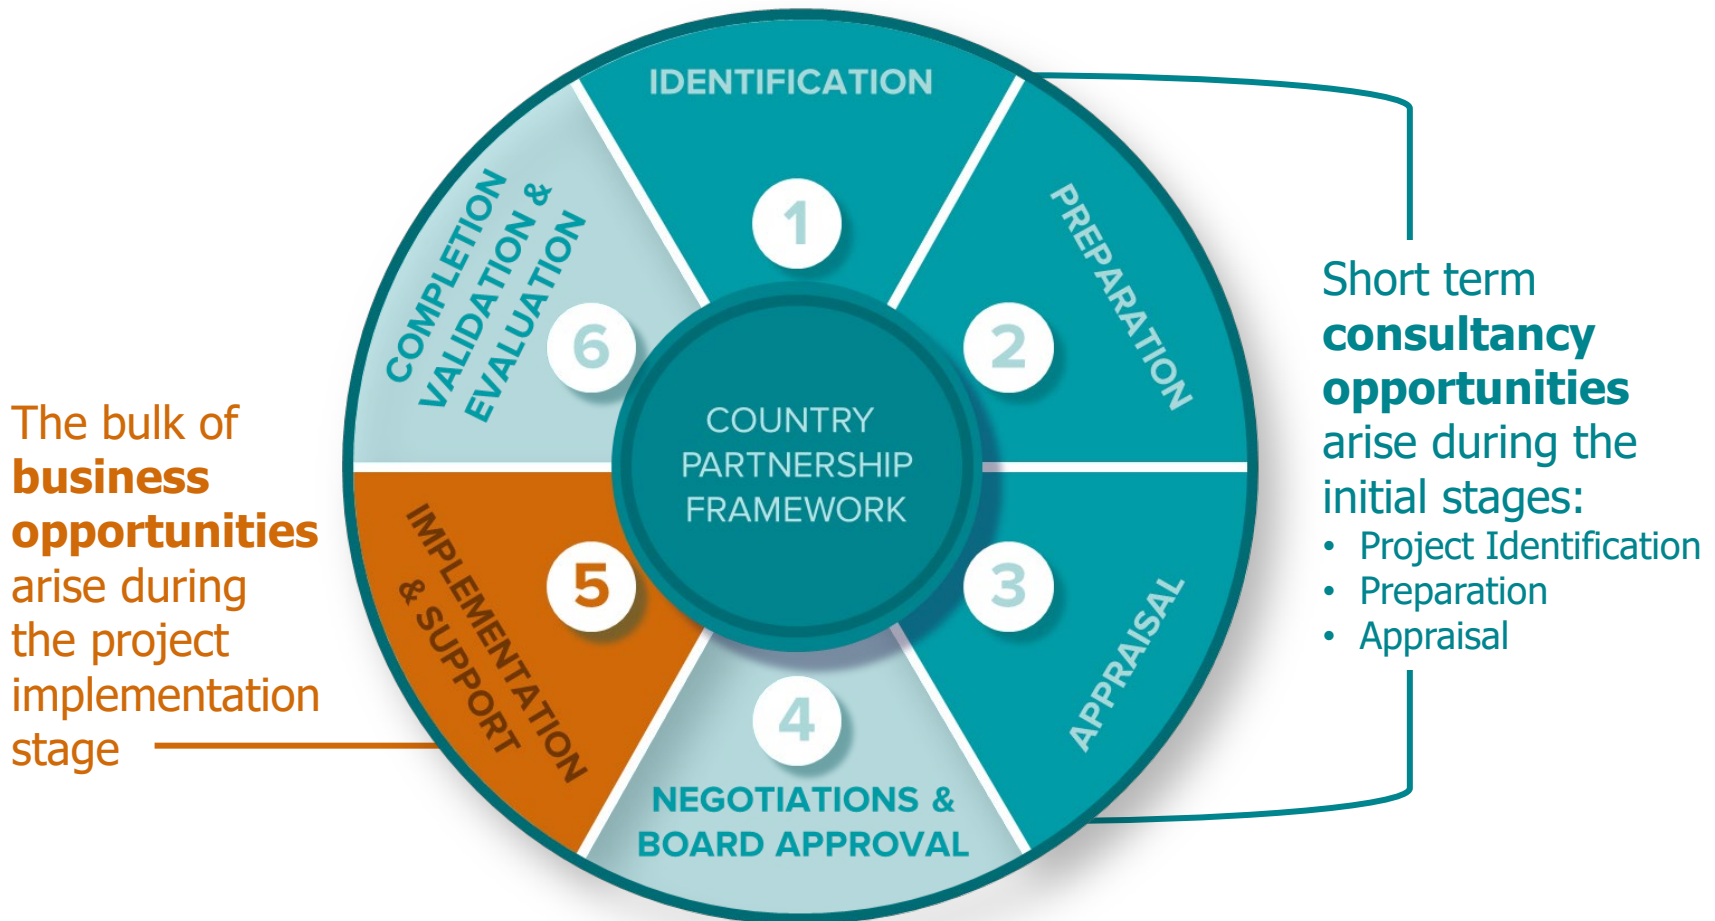 IDENTIFICATION
1
PREPARATION
2
APPRAISAL
3
NEGOTIATIONS &
BOARD APPROVAL
4
IMPLEMENTATION
& SUPPORT
5
COMPLETION
VALIDATION &
EVALUATION
6
COUNTRY
PARTNERSHIP
FRAMEWORK
The bulk of
business
opportunities
arise during
the project
implementation
stage
Short term
consultancy
opportunities
arise during the
initial stages:
• Project Identification
• Preparation
• Appraisal